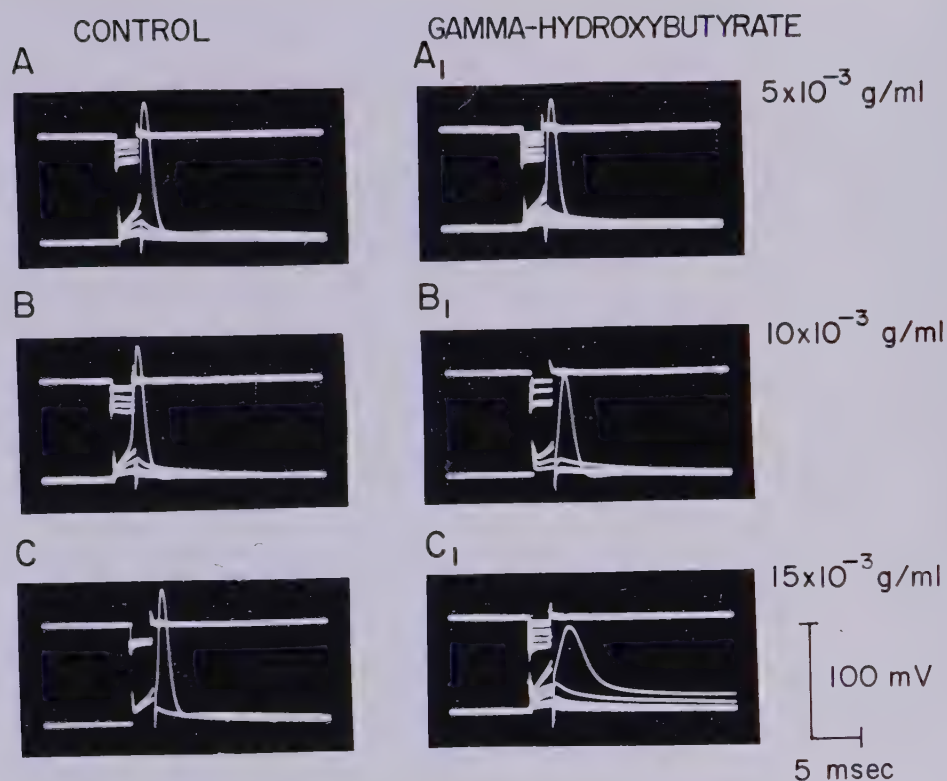 CONTROL
GAMMA-HYDROXYBUTYRATE
A
A₁
5x10⁻³ g/ml
B
B₁
10x10⁻³ g/ml
C
C₁
15x10⁻³ g/ml
100 mV
5 msec